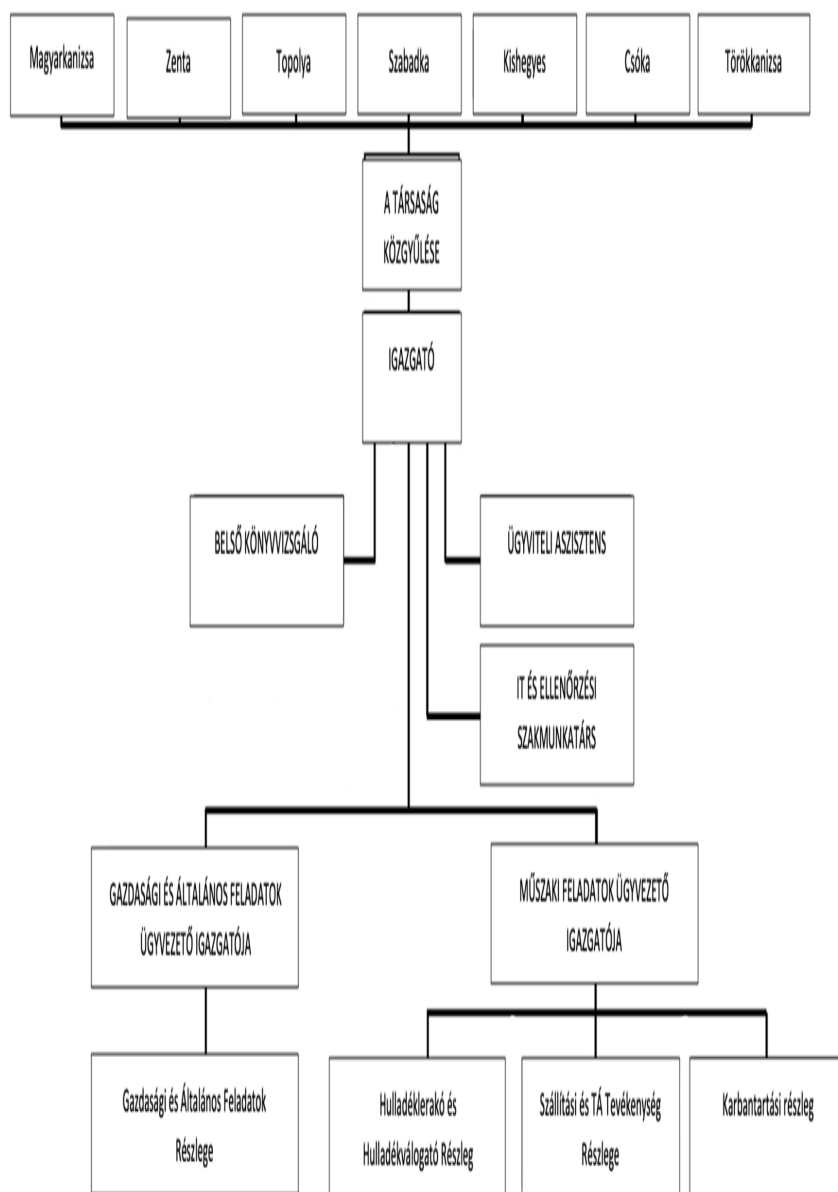 Magyarkanizsa
Zenta
Topolya
Szabadka
Kishegyes
Csóka
Törökkanizsa
A TÁRSASÁG
KÖZGYŰLÉSE
IGAZGATÓ
BELSŐ KÖNYVVIZSGÁLÓ
ÜGYVITELI ASZISZTENS
IT ÉS ELLENŐRZÉSI
SZAKMUNKATÁRS
GAZDASÁGI ÉS ÁLTALÁNOS FELADATOK
ÜGYVEZETŐ IGAZGATÓJA
MŰSZAKI FELADATOK ÜGYVEZETŐ
IGAZGATÓJA
Gazdasági és Általános Feladatok
Részlege
Hulladéklerakó és
Hulladékválogató Részleg
Szállítási és TÁ Tevékenység
Részlege
Karbantartási részleg